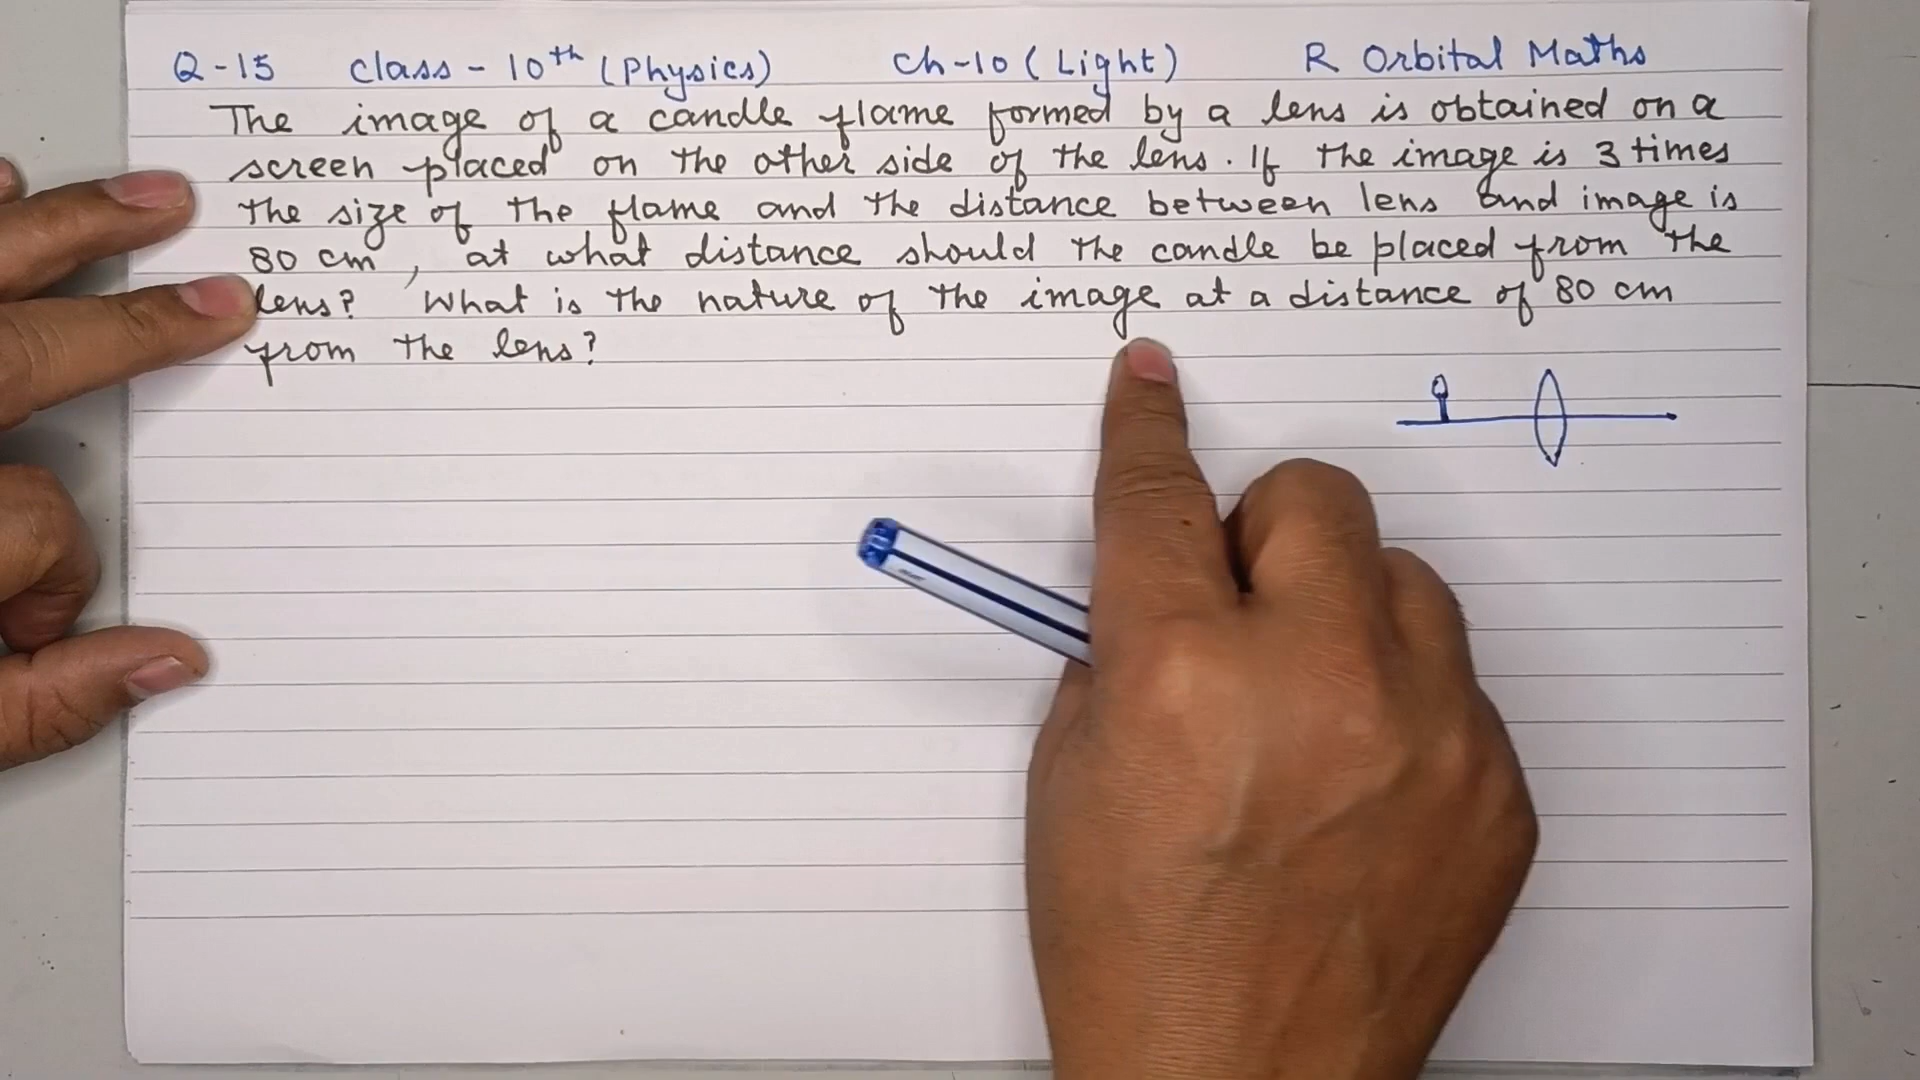 Q-15 class - 10th (Physics) Ch-10 (Light) R Orbital Maths
The image of a candle flame formed by a lens is obtained on a
screen placed on the other side of the lens. If the image is 3 times
the size of the flame and the distance between lens and image is
80 cm, at what distance should the candle be placed from the
lens? What is the nature of the image at a distance of 80 cm
from the lens?